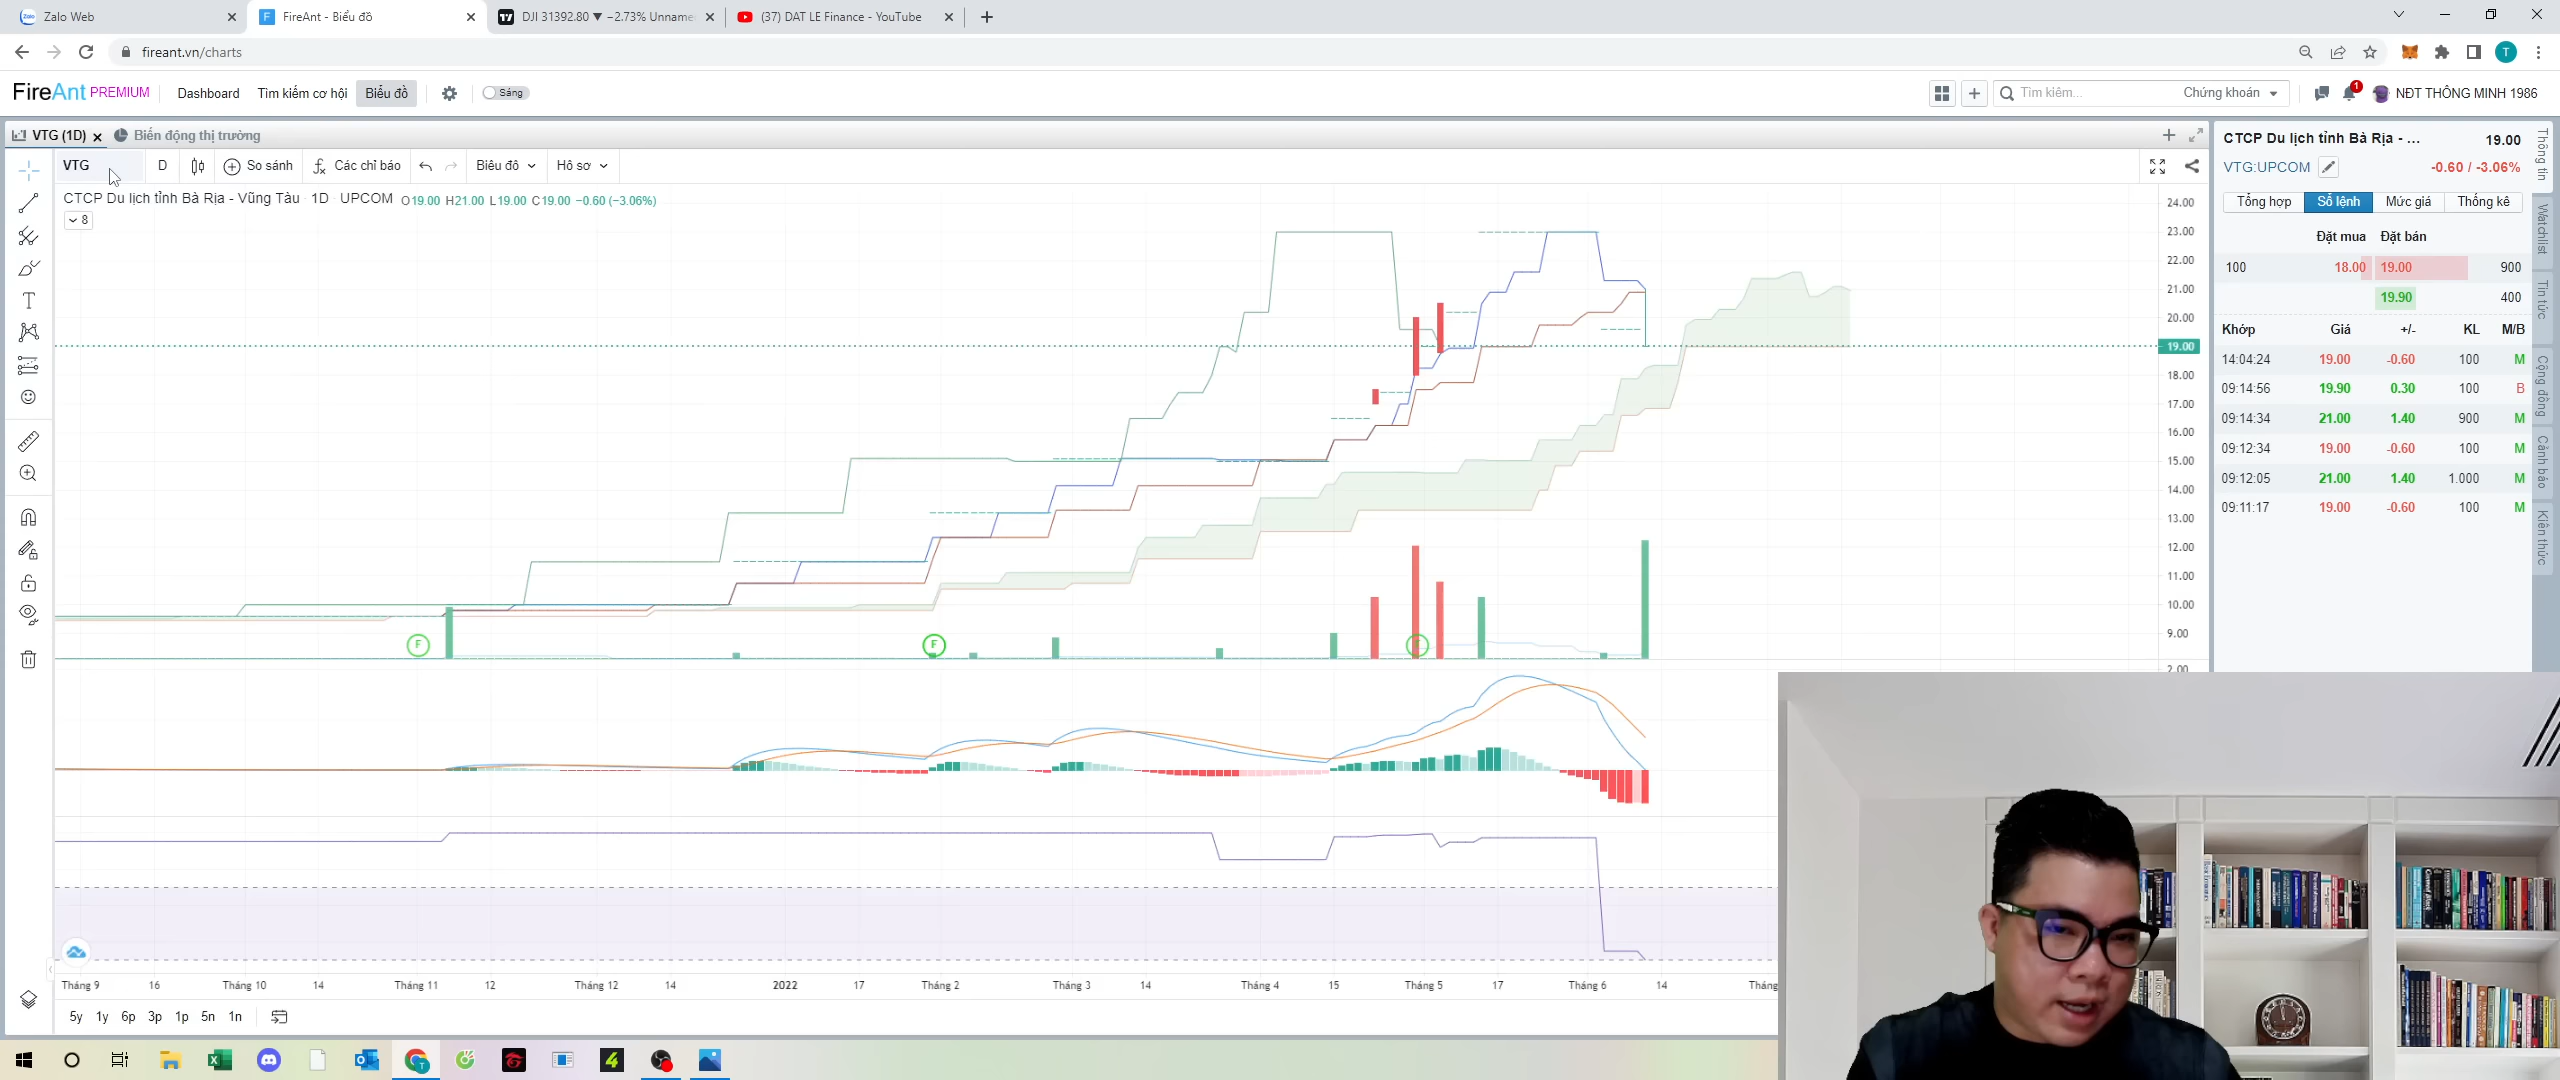 Zalo Web
FireAnt - Biểu đồ
DJI 31392.80 ▼ −2.73% Unname
(37) DAT LE Finance - YouTube
fireant.vn/charts
T
FireAnt PREMIUM
Dashboard
Tìm kiếm cơ hội
Biểu đồ
Sáng
Tìm kiếm...
Chứng khoán
1
NĐT THÔNG MINH 1986
VTG (1D)
Biến động thị trường
VTG
D
So sánh
Các chỉ báo
Biểu đồ
Hồ sơ
CTCP Du lịch tỉnh Bà Rịa - Vũng Tàu 1D UPCOM O19.00 H21.00 L19.00 C19.00 −0.60 (−3.06%)
8
24.00
23.00
22.00
21.00
20.00
19.00
18.00
17.00
16.00
15.00
14.00
13.00
12.00
11.00
10.00
9.00
2.00
F
F
Tháng 9
16
Tháng 10
14
Tháng 11
12
Tháng 12
14
2022
17
Tháng 2
14
Tháng 3
14
Tháng 4
15
Tháng 5
17
Tháng 6
14
Tháng
5y 1y 6p 3p 1p 5n 1n
CTCP Du lịch tỉnh Bà Rịa - ... 19.00
VTG:UPCOM -0.60 / -3.06%
Tổng hợp Sổ lệnh Mức giá Thống kê
Đặt mua Đặt bán
100 18.00 19.00 900
19.90 400
Khớp Giá +/- KL M/B
14:04:24 19.00 -0.60 100 M
09:14:56 19.90 0.30 100 B
09:14:34 21.00 1.40 900 M
09:12:34 19.00 -0.60 100 M
09:12:05 21.00 1.40 1.000 M
09:11:17 19.00 -0.60 100 M
Thông tin
Watchlist
Tin tức
Cộng đồng
Cảnh báo
Kiến thức